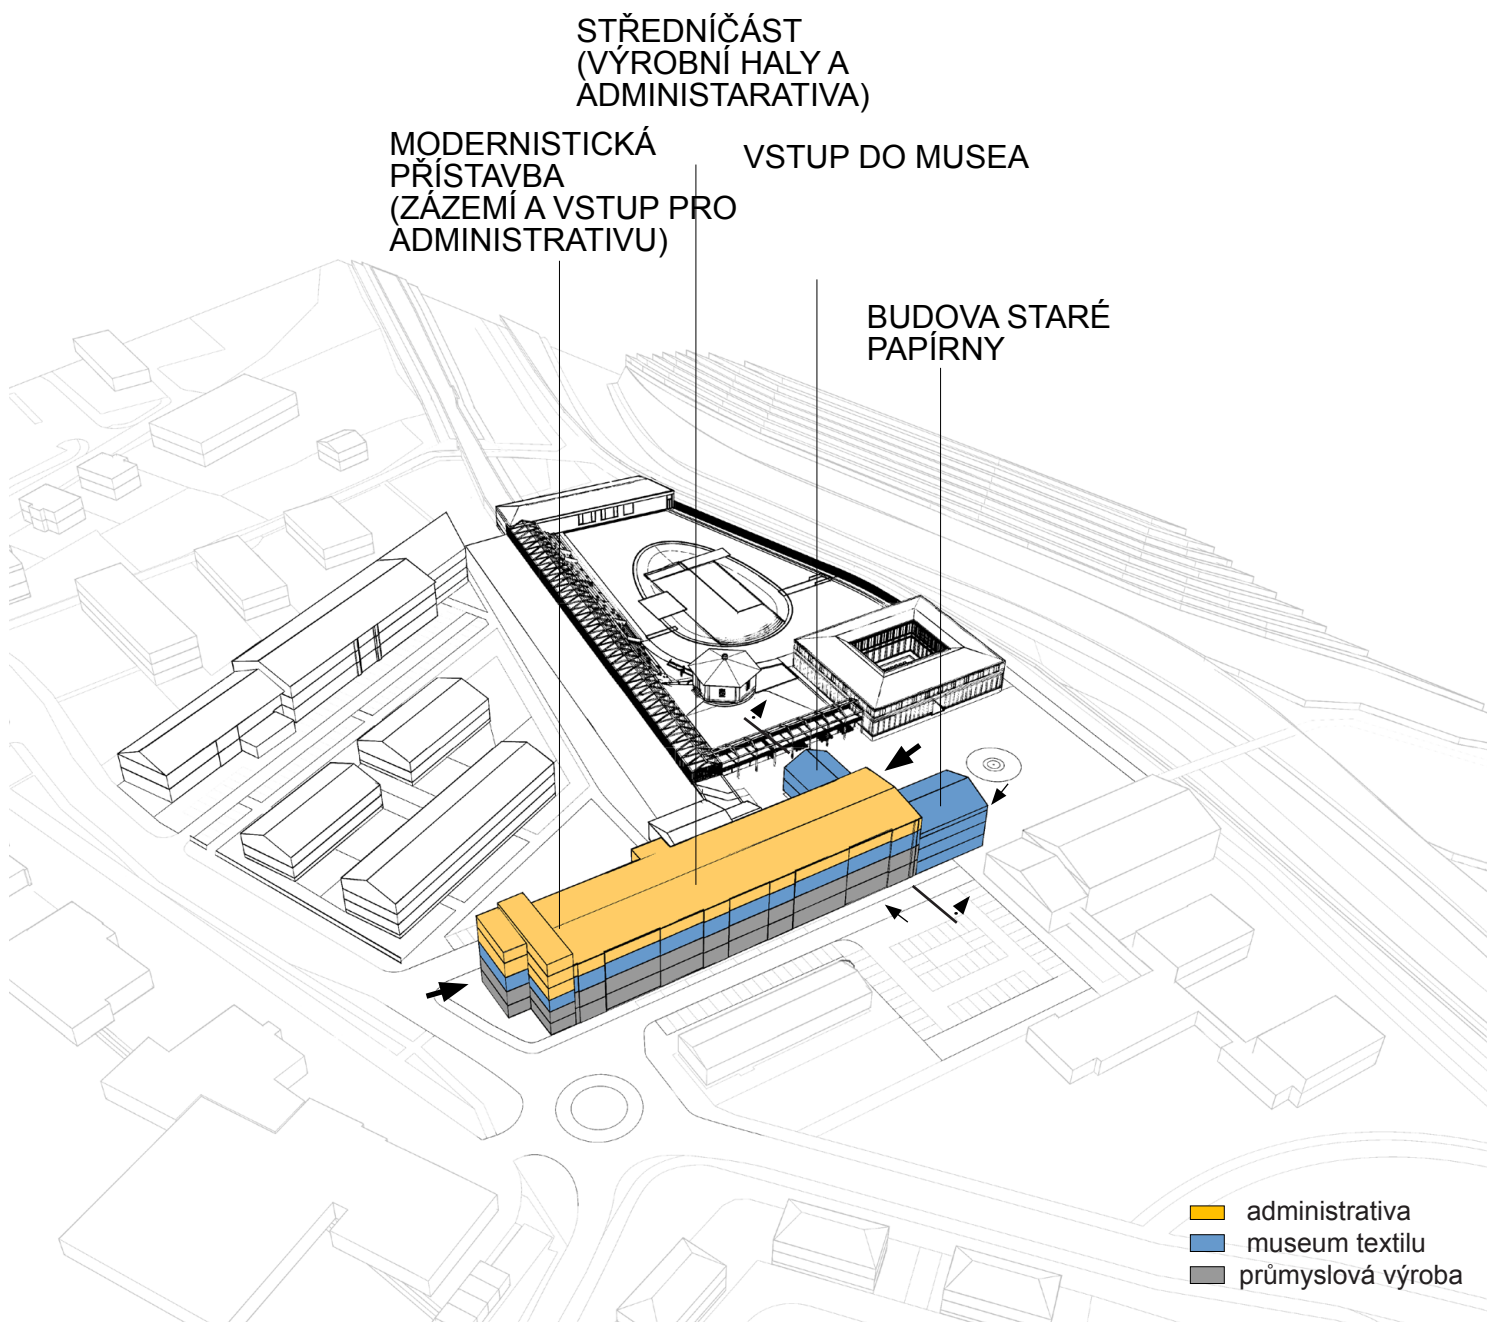 STŘEDNÍČÁST
(VÝROBNÍ HALY A
ADMINISTARATIVA)
MODERNISTICKÁ
PŘÍSTAVBA
(ZÁZEMÍ A VSTUP PRO
ADMINISTRATIVU)
VSTUP DO MUSEA
BUDOVA STARÉ
PAPÍRNY
administrativa
museum textilu
průmyslová výroba